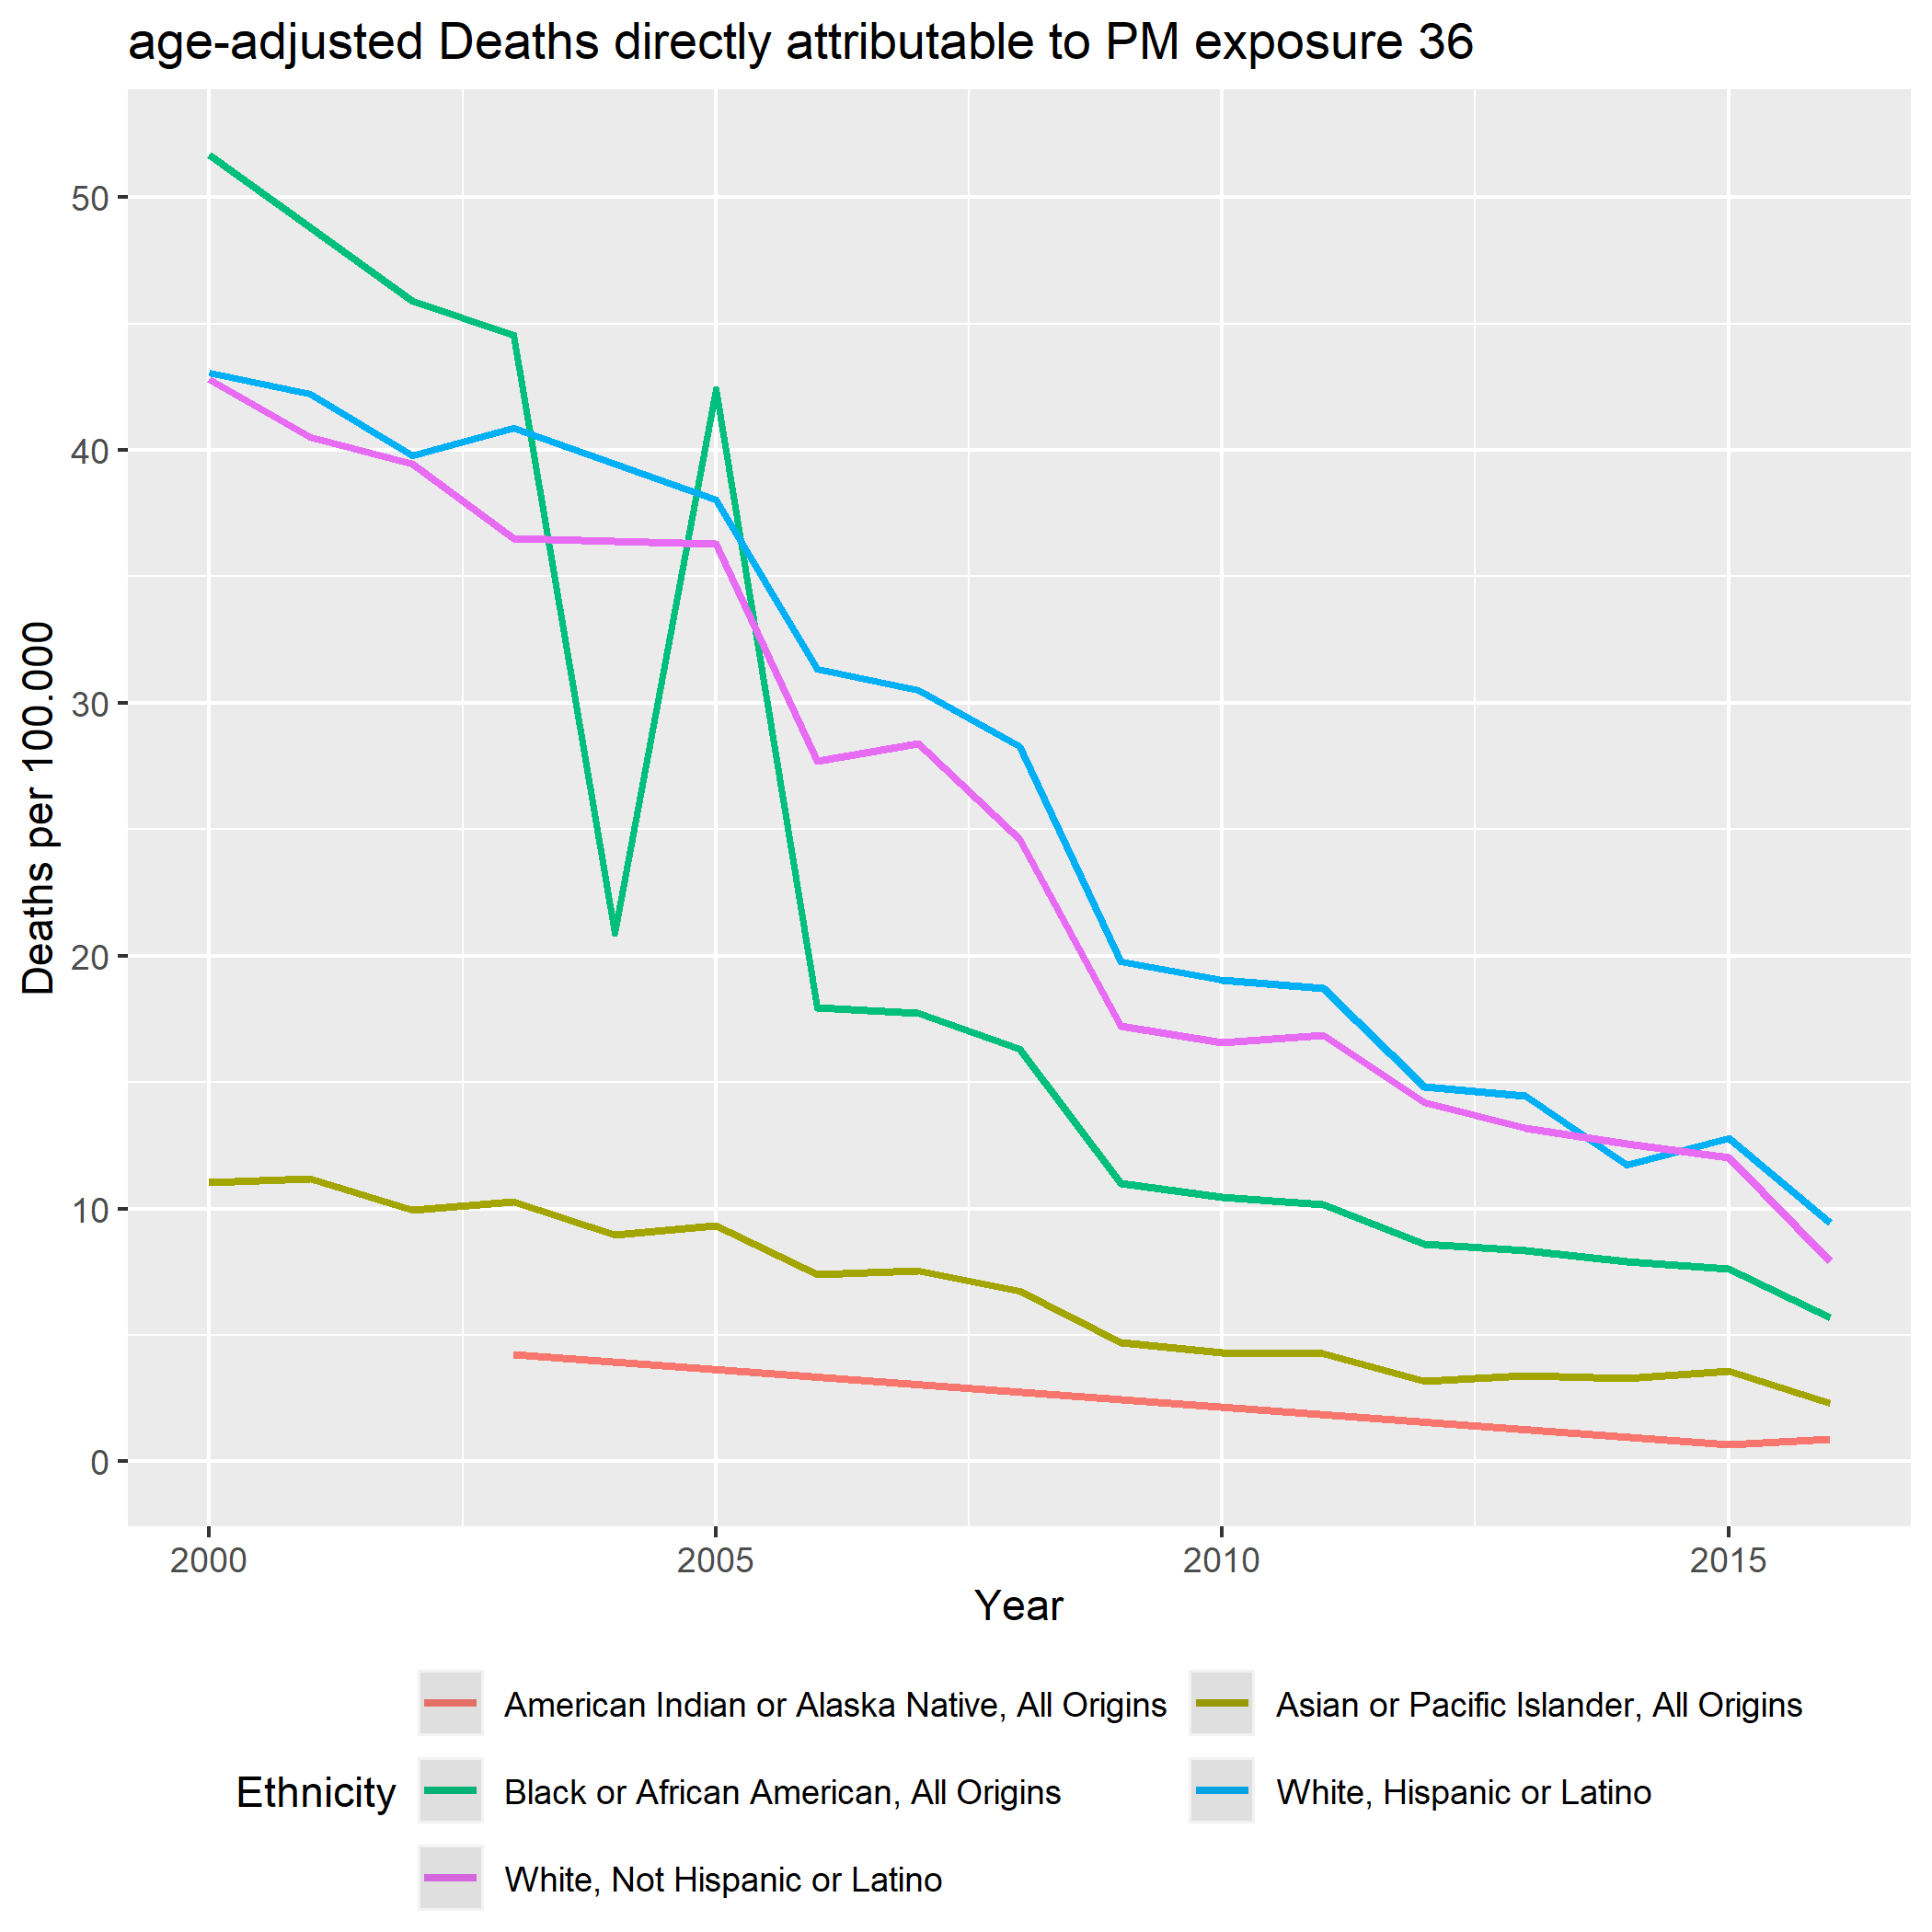 age-adjusted Deaths directly attributable to PM exposure 36
Deaths per 100.000
50
40
30
20
10
0
2000 2005 2010 2015
Year
Ethnicity
American Indian or Alaska Native, All Origins
Asian or Pacific Islander, All Origins
Black or African American, All Origins
White, Hispanic or Latino
White, Not Hispanic or Latino